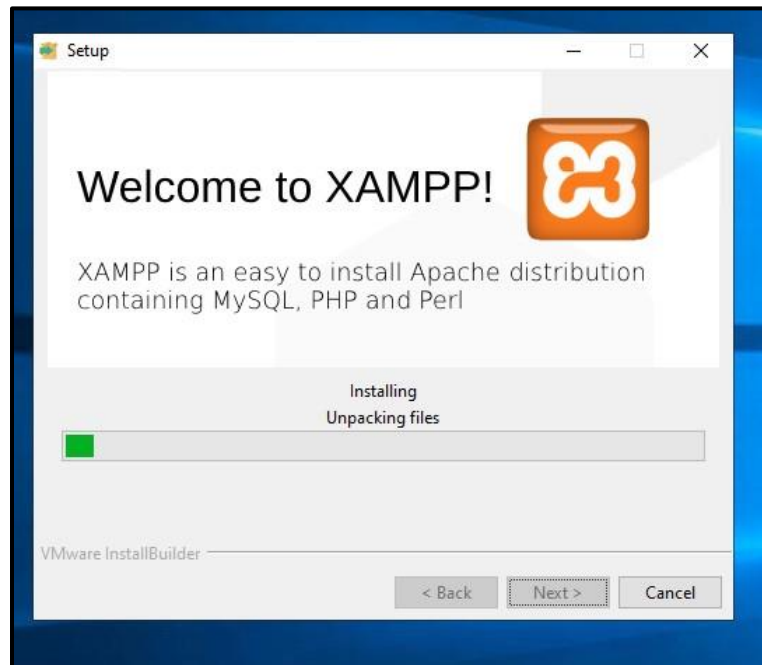 Setup
Welcome to XAMPP!
XAMPP is an easy to install Apache distribution
containing MySQL, PHP and Perl
Installing
Unpacking files
VMware InstallBuilder
< Back Next > Cancel